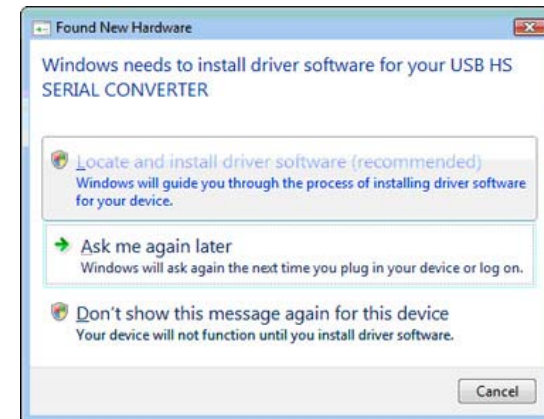 Found New Hardware
Windows needs to install driver software for your USB HS
SERIAL CONVERTER
Locate and install driver software (recommended)
Windows will guide you through the process of installing driver software
for your device.
Ask me again later
Windows will ask again the next time you plug in your device or log on.
Don't show this message again for this device
Your device will not function until you install driver software.
Cancel